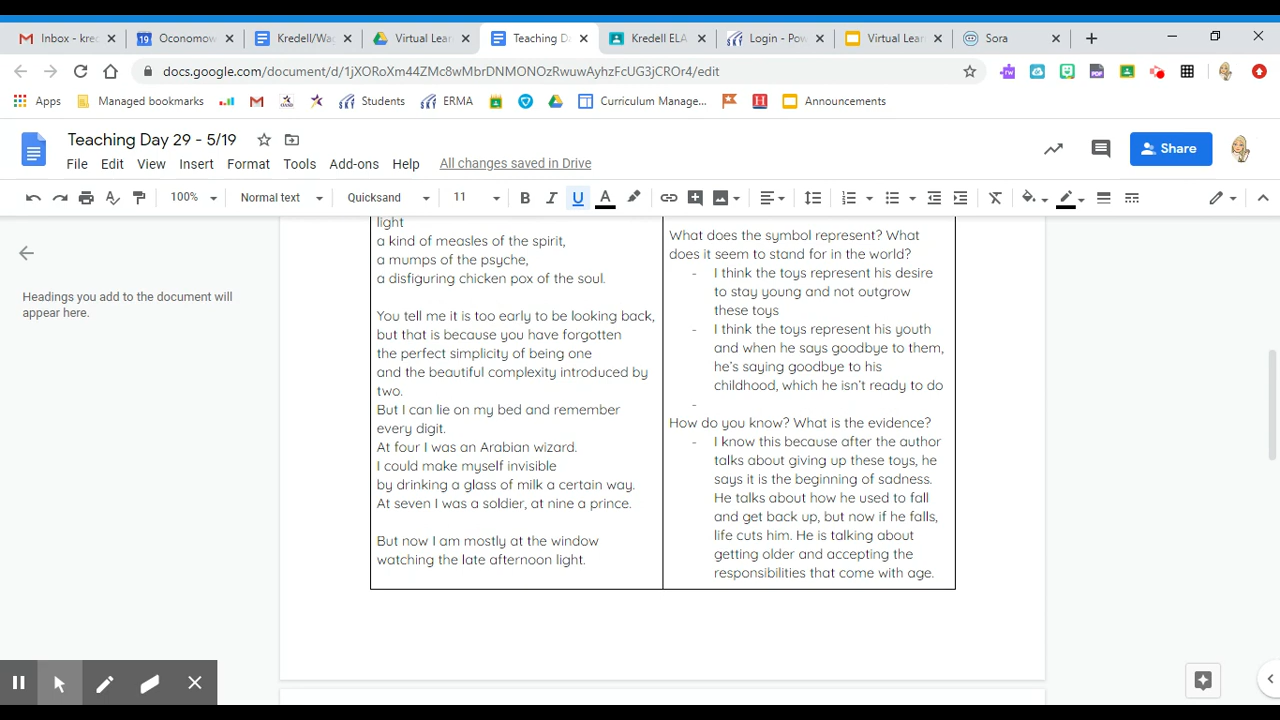 Inbox - kre
19
Oconomow
Kredell/Wa
Virtual Lear
Teaching D
Kredell ELA
Login - Pow
Virtual Lear
Sora
Apps
Managed bookmarks
Students
ERMA
Curriculum Manage...
Announcements
Teaching Day 29 - 5/19
File Edit View Insert Format Tools Add-ons Help All changes saved in Drive
Share
100% Normal text Quicksand 11 B I U A
Headings you add to the document will
appear here.
light
a kind of measles of the spirit,
a mumps of the psyche,
a disfiguring chicken pox of the soul.
You tell me it is too early to be looking back,
but that is because you have forgotten
the perfect simplicity of being one
and the beautiful complexity introduced by
two.
But I can lie on my bed and remember
every digit.
At four I was an Arabian wizard.
I could make myself invisible
by drinking a glass of milk a certain way.
At seven I was a soldier, at nine a prince.
But now I am mostly at the window
watching the late afternoon light.
What does the symbol represent? What
does it seem to stand for in the world?
- I think the toys represent his desire
to stay young and not outgrow
these toys
- I think the toys represent his youth
and when he says goodbye to them,
he's saying goodbye to his
childhood, which he isn't ready to do
-
How do you know? What is the evidence?
- I know this because after the author
talks about giving up these toys, he
says it is the beginning of sadness.
He talks about how he used to fall
and get back up, but now if he falls,
life cuts him. He is talking about
getting older and accepting the
responsibilities that come with age.